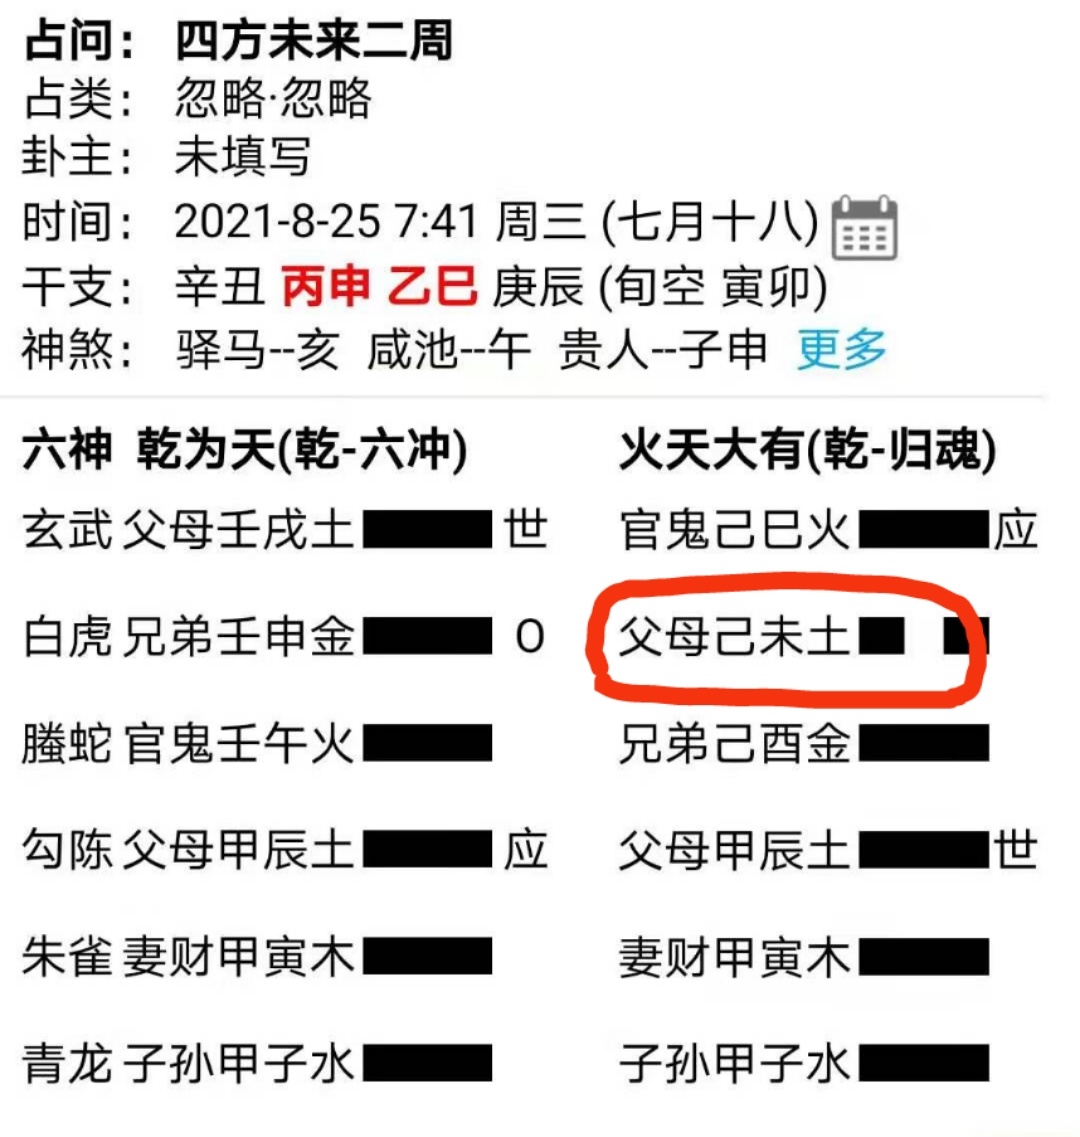 占问： 四方未来二周
占类： 忽略·忽略
卦主： 未填写
时间： 2021-8-25 7:41 周三 (七月十八)
干支： 辛丑 丙申 乙巳 庚辰 (旬空 寅卯)
神煞： 驿马--亥 咸池--午 贵人--子申 更多
六神 乾为天(乾-六冲) 火天大有(乾-归魂)
玄武 父母壬戌土 世 官鬼己巳火 应
白虎 兄弟壬申金 O 父母己未土
螣蛇 官鬼壬午火 兄弟己酉金
勾陈 父母甲辰土 应 父母甲辰土 世
朱雀 妻财甲寅木 妻财甲寅木
青龙 子孙甲子水 子孙甲子水